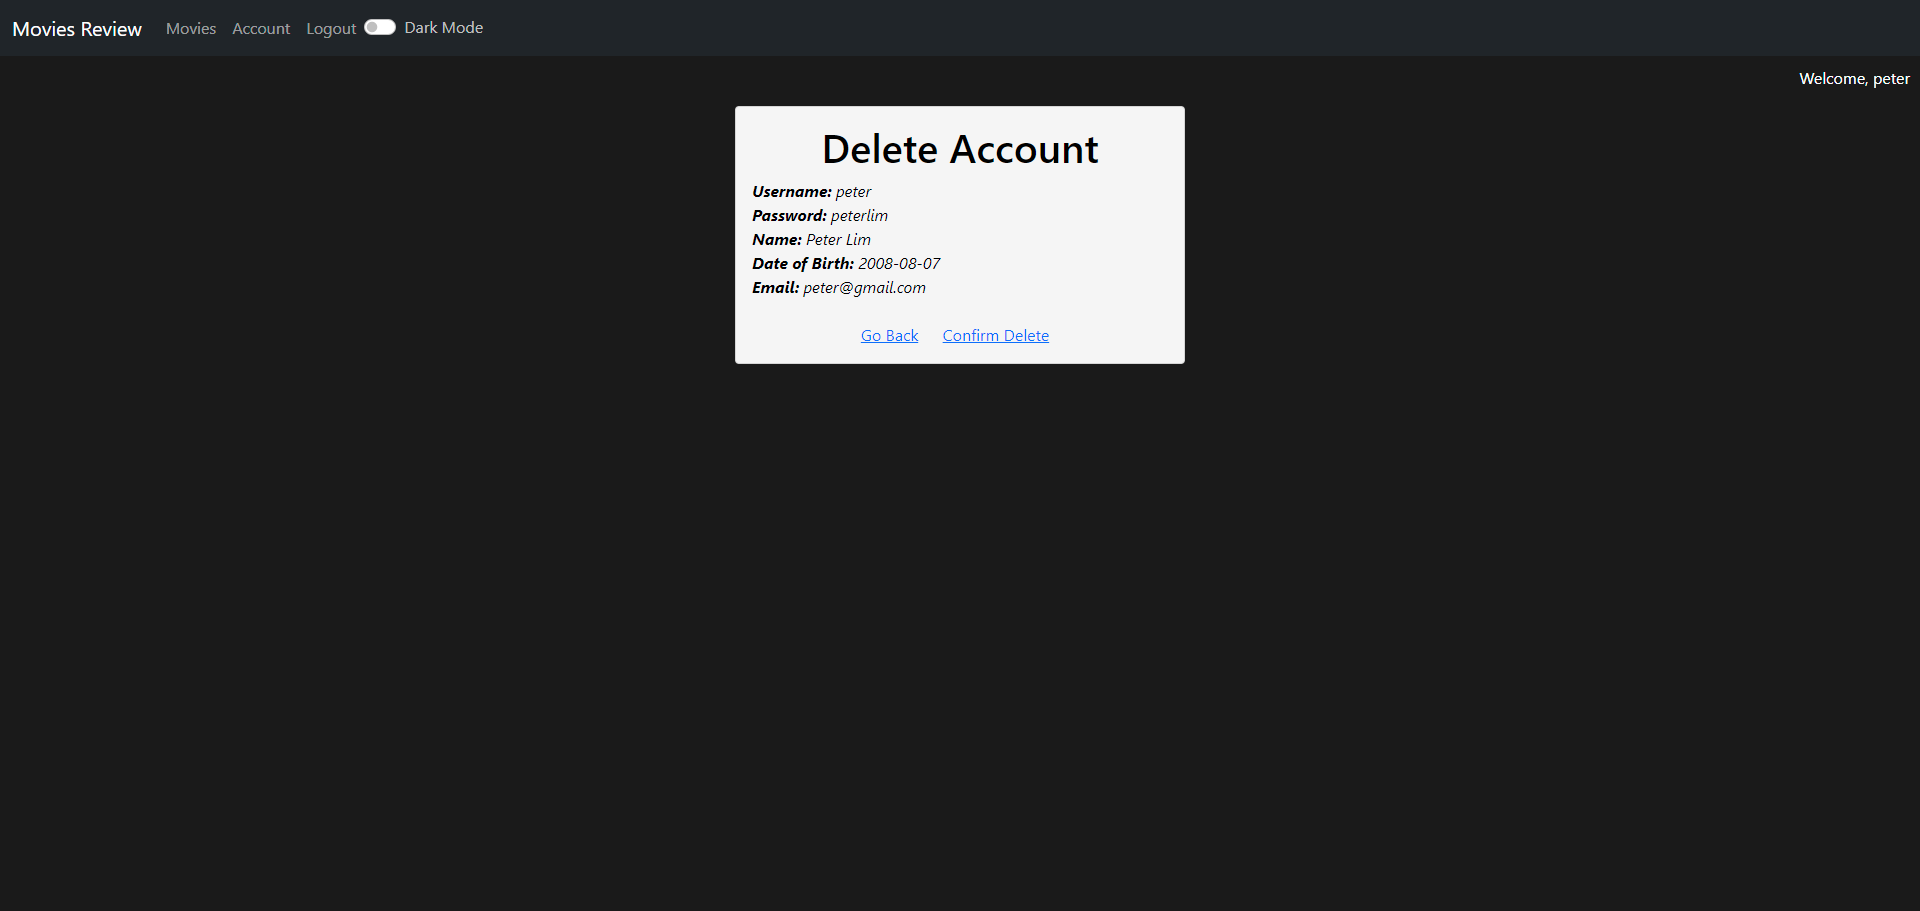 Movies Review Movies Account Logout Dark Mode
Welcome, peter
Delete Account
Username: peter
Password: peterlim
Name: Peter Lim
Date of Birth: 2008-08-07
Email: peter@gmail.com
Go Back Confirm Delete